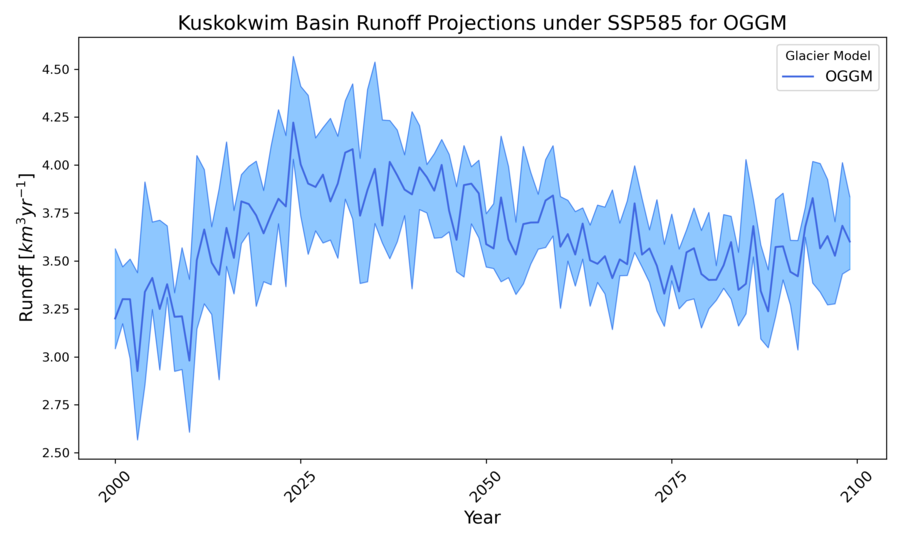 Kuskokwim Basin Runoff Projections under SSP585 for OGGM
Glacier Model
OGGM
4.50
4.25
4.00
3.75
3.50
3.25
3.00
2.75
2.50
Runoff [km³yr⁻¹]
2000
2025
2050
2075
2100
Year